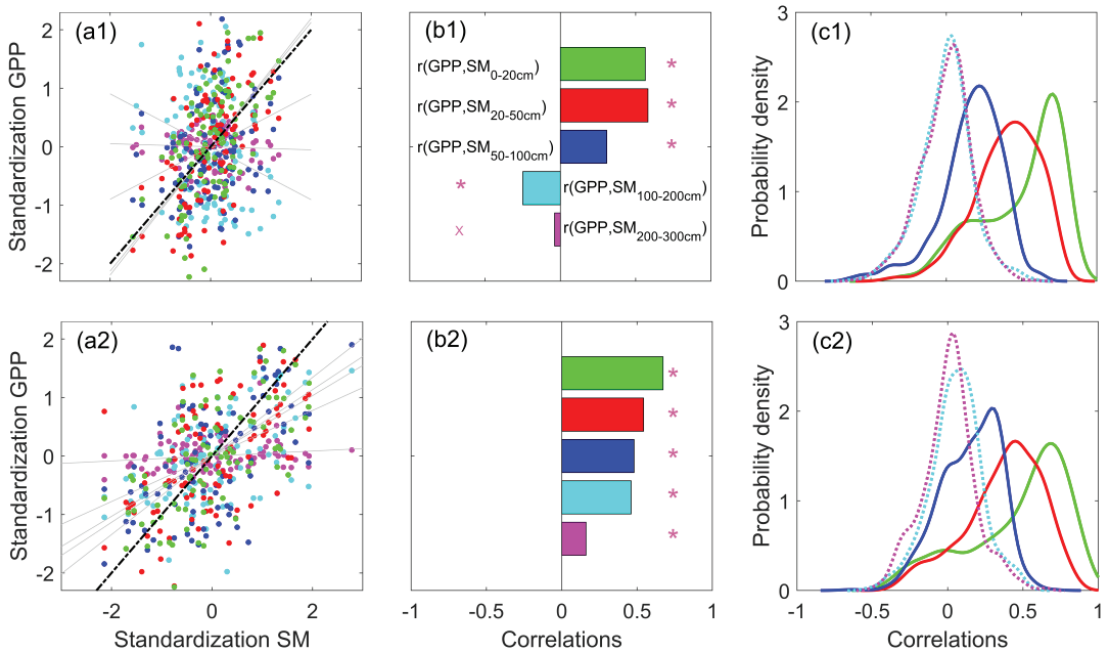 (a1)
Standardization GPP
2
1
0
-1
-2
(b1)
r(GPP,SM0-20cm)
*
r(GPP,SM20-50cm)
*
r(GPP,SM50-100cm)
*
*
r(GPP,SM100-200cm)
x
r(GPP,SM200-300cm)
(c1)
Probability density
3
2
1
0
(a2)
Standardization GPP
2
1
0
-1
-2
-2
0
2
Standardization SM
(b2)
*
*
*
*
*
-1
-0.5
0
0.5
1
Correlations
(c2)
Probability density
3
2
1
0
-1
-0.5
0
0.5
1
Correlations